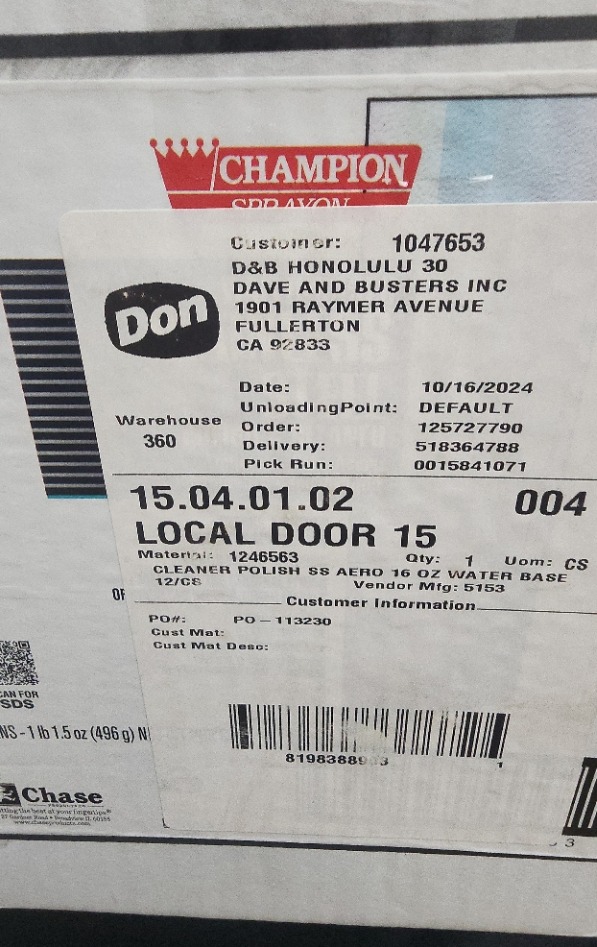 CHAMPION
SPRAYON
Customer: 1047653
D&B HONOLULU 30
DAVE AND BUSTERS INC
1901 RAYMER AVENUE
FULLERTON
CA 92833
Don
Date: 10/16/2024
UnloadingPoint: DEFAULT
Warehouse
360
Order: 125727790
Delivery: 518364788
Pick Run: 0015841071
15.04.01.02 004
LOCAL DOOR 15
Material: 1246563 Qty: 1 Uom: CS
CLEANER POLISH SS AERO 16 OZ WATER BASE
12/CS Vendor Mfg: 5153
Customer Information
PO#: PO-113230
Cust Mat:
Cust Mat Desc:
SDS
NS - 1 lb 1.5 oz (496 g) N
Chase
1
3